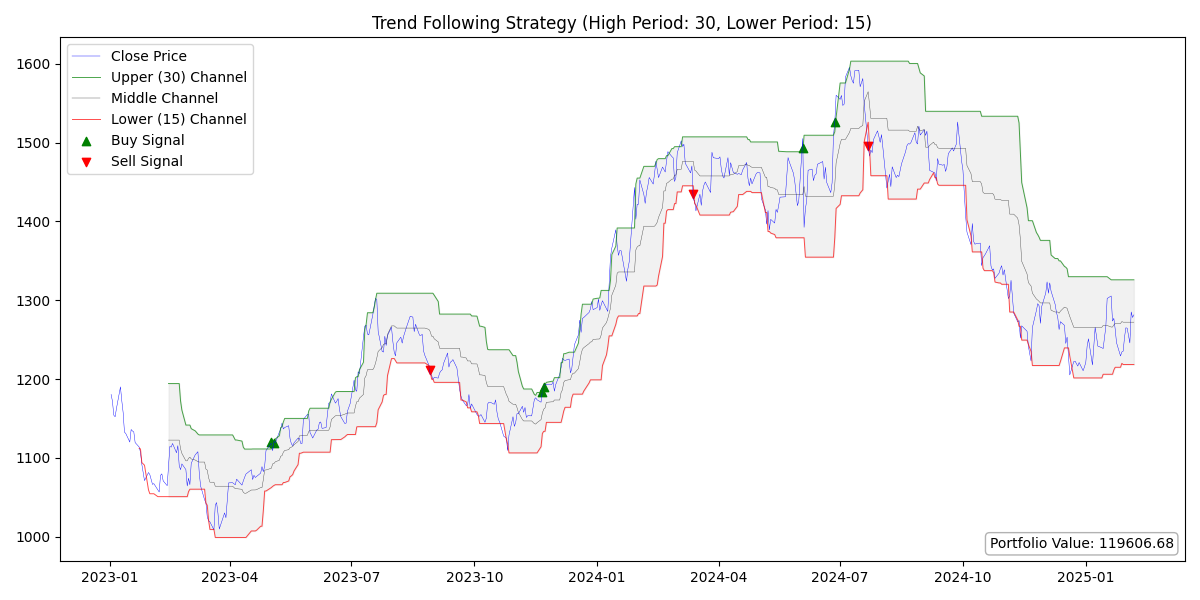 Trend Following Strategy (High Period: 30, Lower Period: 15)
Close Price
Upper (30) Channel
Middle Channel
Lower (15) Channel
Buy Signal
Sell Signal
1600
1500
1400
1300
1200
1100
1000
Portfolio Value: 119606.68
2023-01 2023-04 2023-07 2023-10 2024-01 2024-04 2024-07 2024-10 2025-01